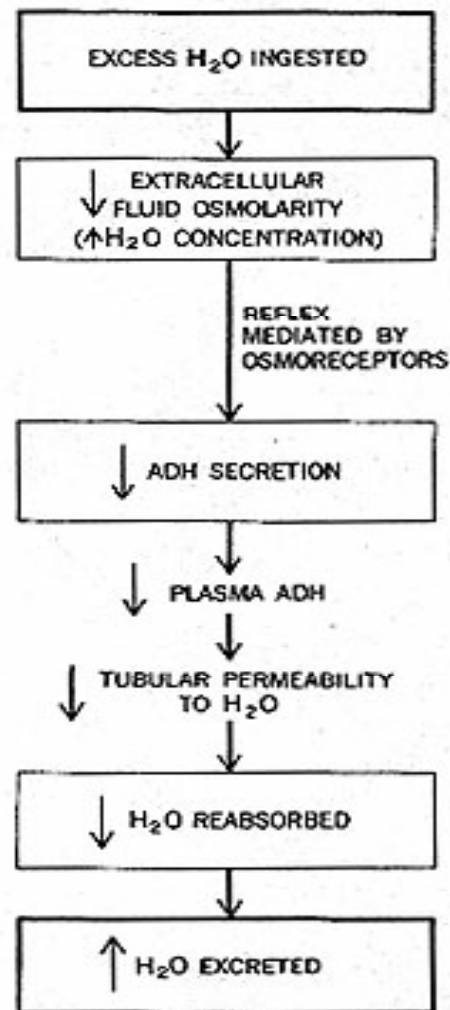 EXCESS H₂O INGESTED
↓ EXTRACELLULAR
FLUID OSMOLARITY
(↑H₂O CONCENTRATION)
REFLEX
MEDIATED BY
OSMORECEPTORS
↓ ADH SECRETION
↓ PLASMA ADH
↓ TUBULAR PERMEABILITY
TO H₂O
↓ H₂O REABSORBED
↑ H₂O EXCRETED